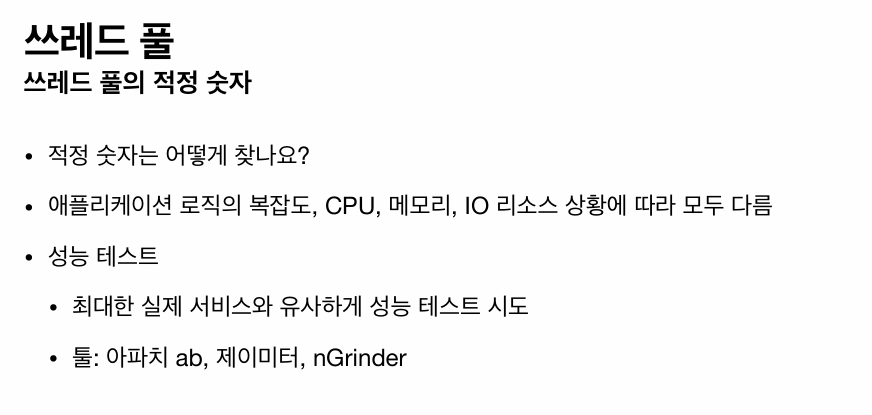 쓰레드 풀
쓰레드 풀의 적정 숫자
• 적정 숫자는 어떻게 찾나요?
• 애플리케이션 로직의 복잡도, CPU, 메모리, IO 리소스 상황에 따라 모두 다름
• 성능 테스트
• 최대한 실제 서비스와 유사하게 성능 테스트 시도
• 툴: 아파치 ab, 제이미터, nGrinder